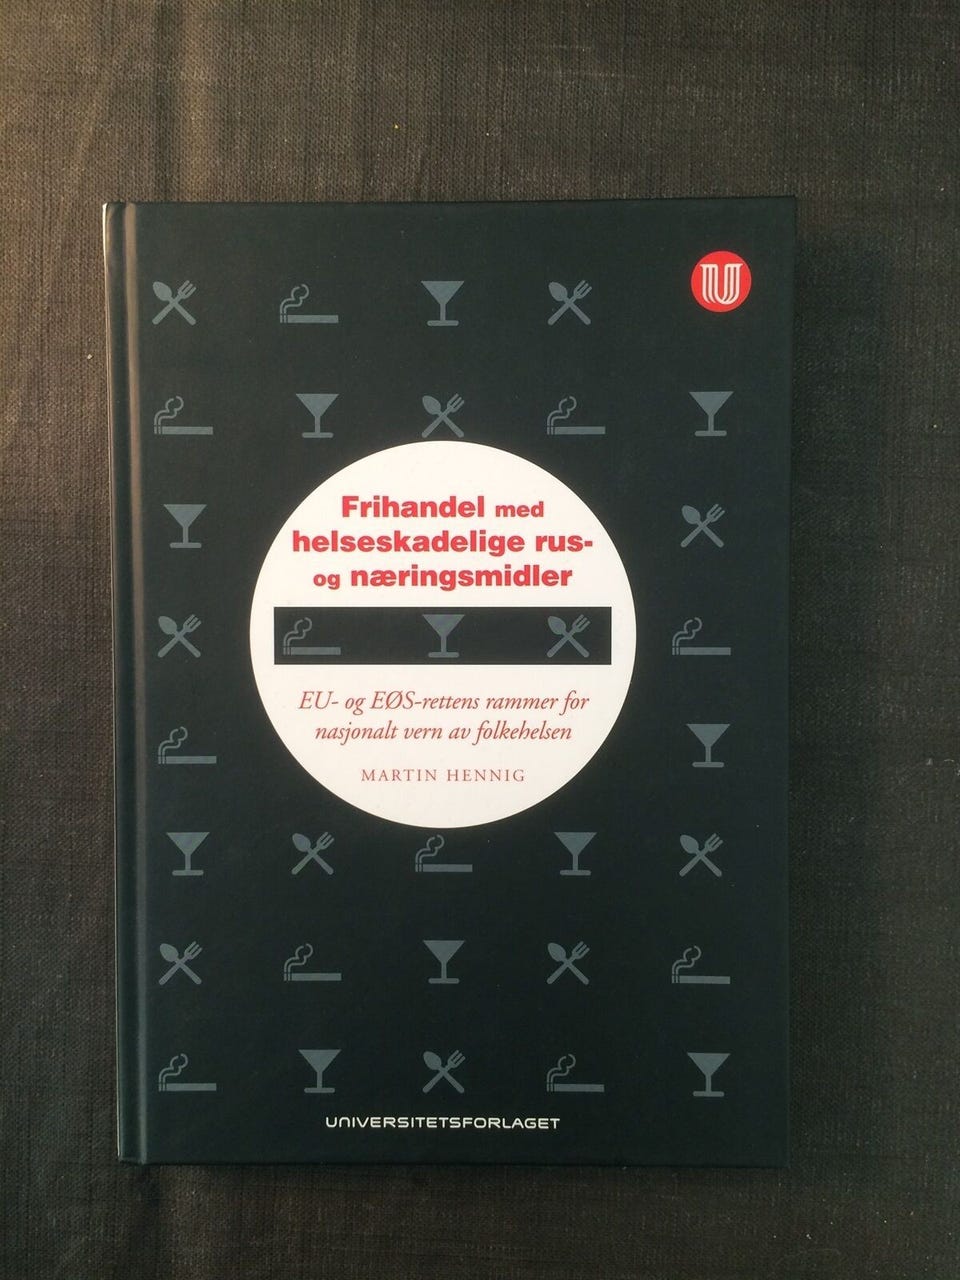 U
Frihandel med
helseskadelige rus-
og næringsmidler
EU- og EØS-rettens rammer for
nasjonalt vern av folkehelsen
MARTIN HENNIG
UNIVERSITETSFORLAGET